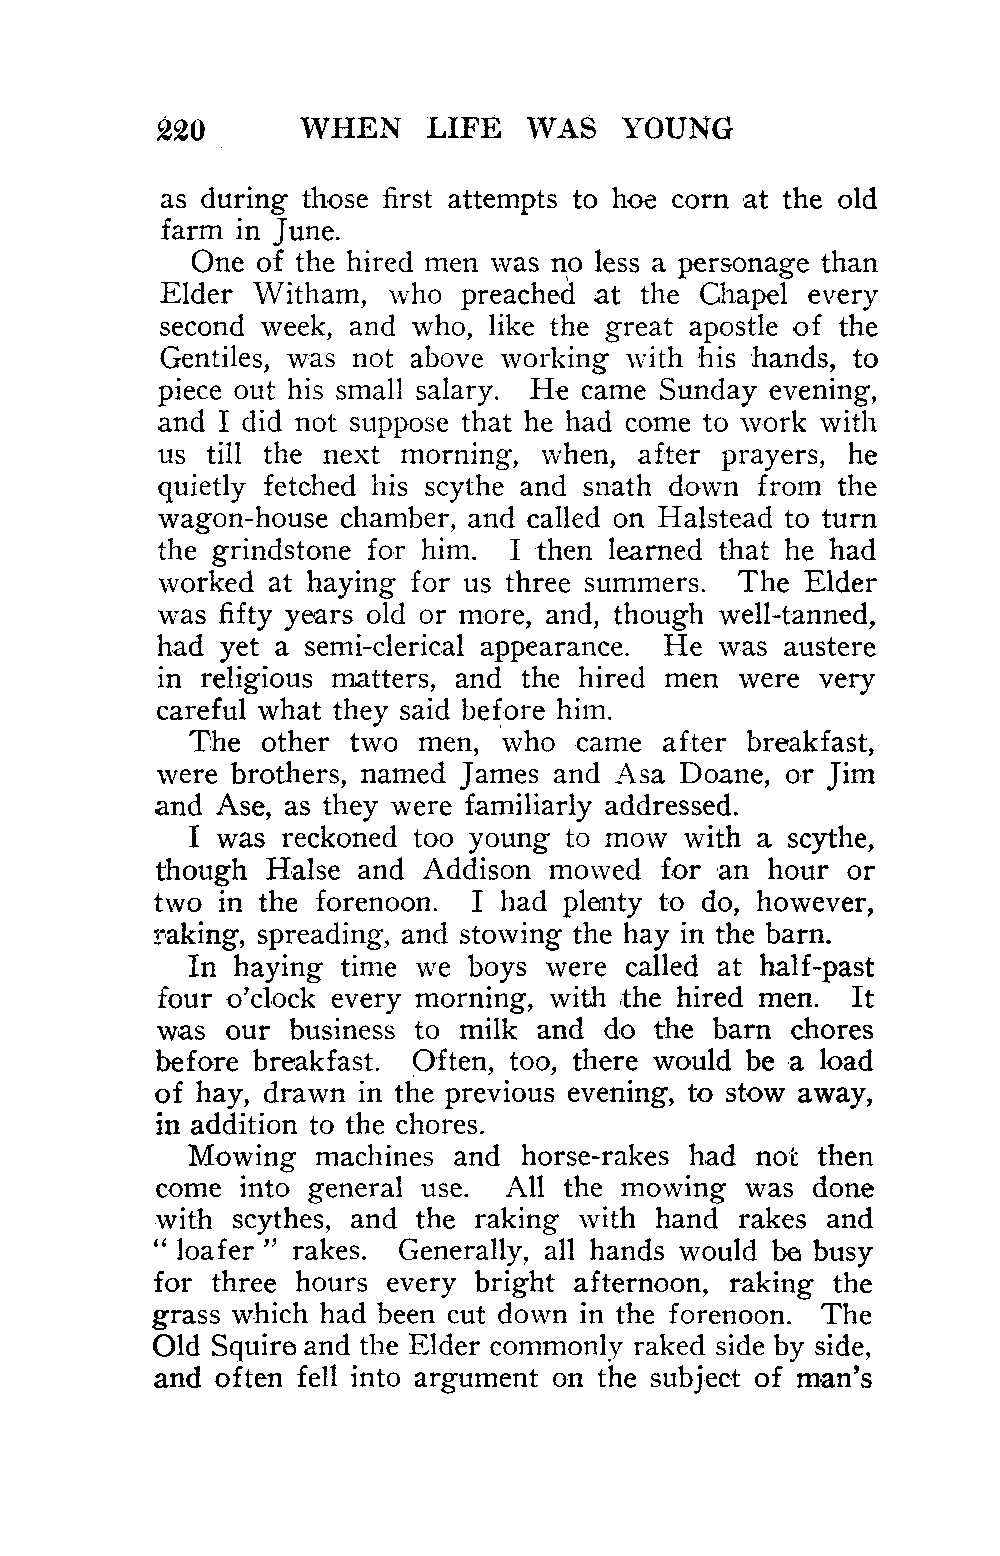 220 WHEN LIFE WAS YOUNG
as during those first attempts to hoe corn at the old
farm in June.
One of the hired men was no less a personage than
Elder Witham, who preached at the Chapel every
second week, and who, like the great apostle of the
Gentiles, was not above working with his hands, to
piece out his small salary. He came Sunday evening,
and I did not suppose that he had come to work with
us till the next morning, when, after prayers, he
quietly fetched his scythe and snath down from the
wagon-house chamber, and called on Halstead to turn
the grindstone for him. I then learned that he had
worked at haying for us three summers. The Elder
was fifty years old or more, and, though well-tanned,
had yet a semi-clerical appearance. He was austere
in religious matters, and the hired men were very
careful what they said before him.
The other two men, who came after breakfast,
were brothers, named James and Asa Doane, or Jim
and Ase, as they were familiarly addressed.
I was reckoned too young to mow with a scythe,
though Halse and Addison mowed for an hour or
two in the forenoon. I had plenty to do, however,
raking, spreading, and stowing the hay in the barn.
In haying time we boys were called at half-past
four o'clock every morning, with the hired men. It
was our business to milk and do the barn chores
before breakfast. Often, too, there would be a load
of hay, drawn in the previous evening, to stow away,
in addition to the chores.
Mowing machines and horse-rakes had not then
come into general use. All the mowing was done
with scythes, and the raking with hand rakes and
"loafer" rakes. Generally, all hands would be busy
for three hours every bright afternoon, raking the
grass which had been cut down in the forenoon. The
Old Squire and the Elder commonly raked side by side,
and often fell into argument on the subject of man's